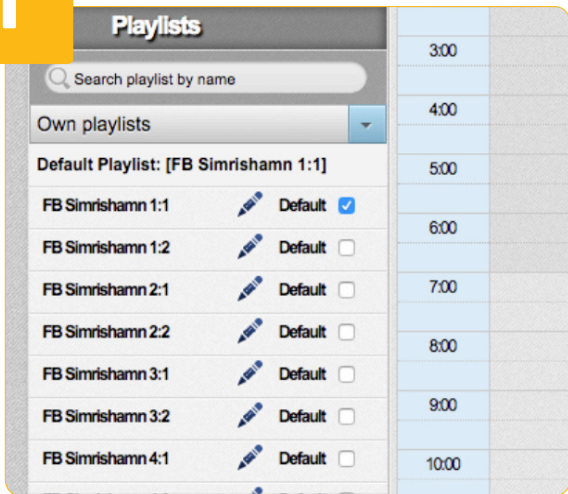 Playlists
Search playlist by name
Own playlists
Default Playlist: [FB Simrishamn 1:1]
FB Simrishamn 1:1 Default
FB Simrishamn 1:2 Default
FB Simrishamn 2:1 Default
FB Simrishamn 2:2 Default
FB Simrishamn 3:1 Default
FB Simrishamn 3:2 Default
FB Simrishamn 4:1 Default
3:00
4:00
5:00
6:00
7:00
8:00
9:00
10:00